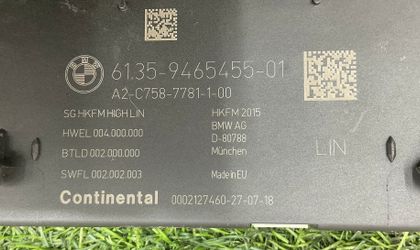 BMW
61.35-9465455-01
A2-C758-7781-1-00
SG HKFM HIGH LIN
HWEL 004.000.000
BTLD 002.000.000
SWFL 002.002.003
HKFM 2015
BMW AG
D-80788
München
Made in EU
LIN
Continental 0002127460-27-07-18